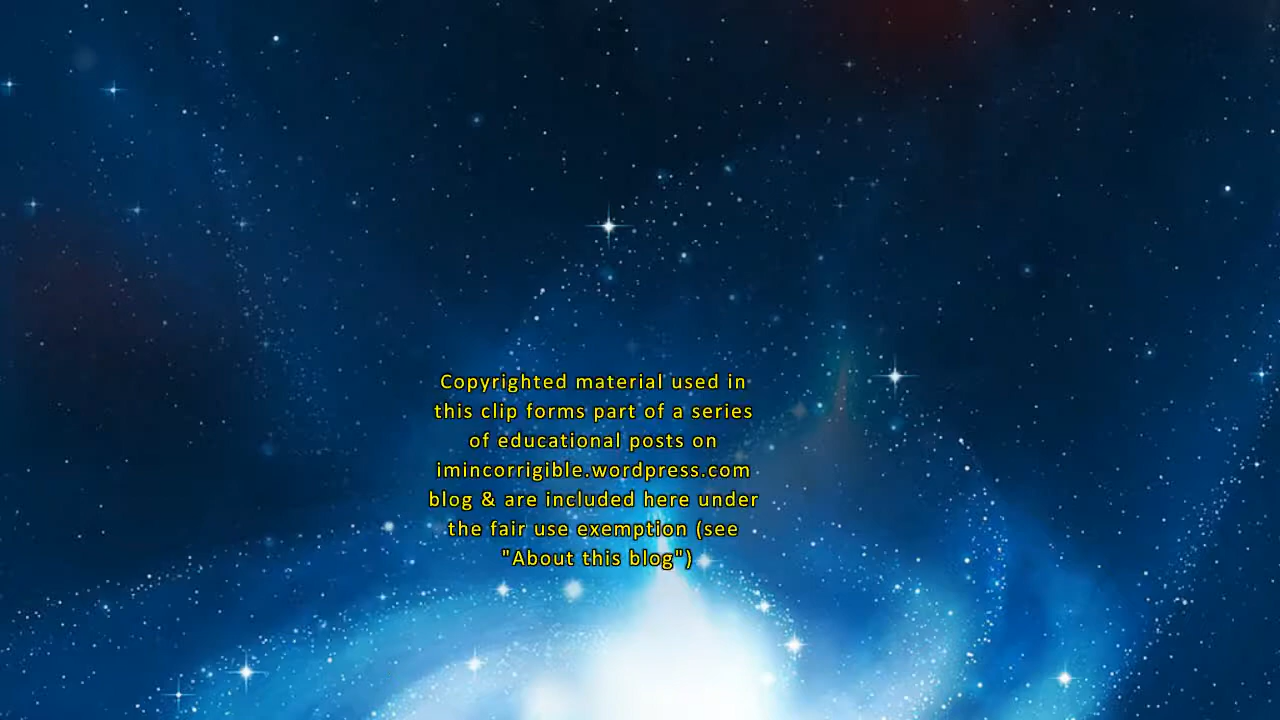 Copyrighted material used in
this clip forms part of a series
of educational posts on
imincorrigible.wordpress.com
blog & are included here under
the fair use exemption (see
"About this blog")